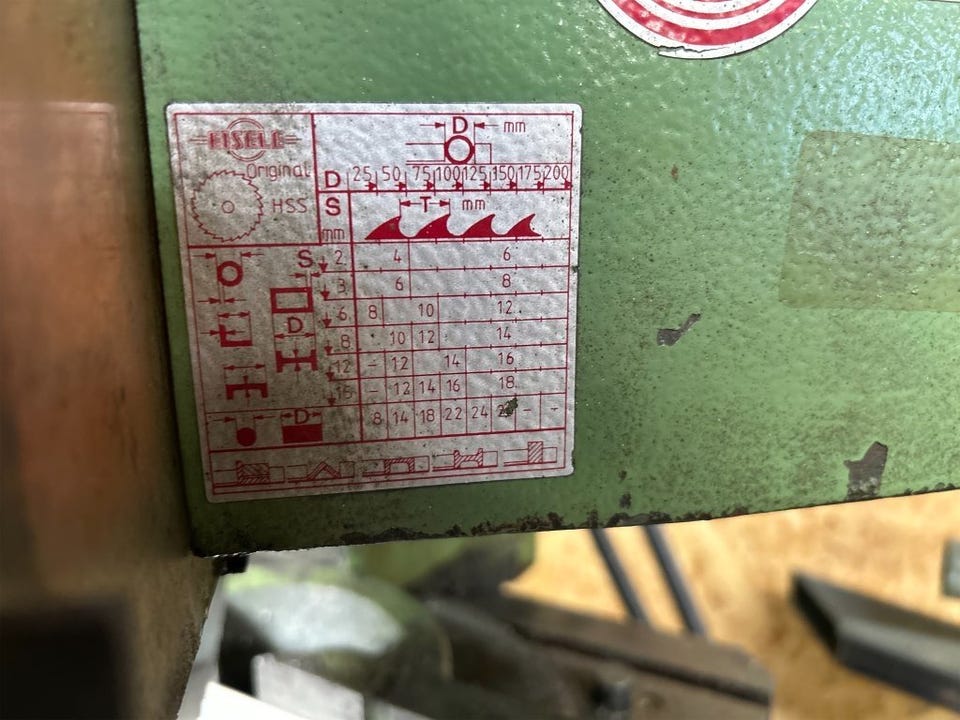 EISELE
Original
HSS
D mm
D 25 50 75 100 125 150 175 200
S T mm
mm
S 2 4 6
3 6 8
6 8 10 12
D 8 10 12 14
12 - 12 14 16
- 12 14 16 18
D 8 14 18 22 24 - -